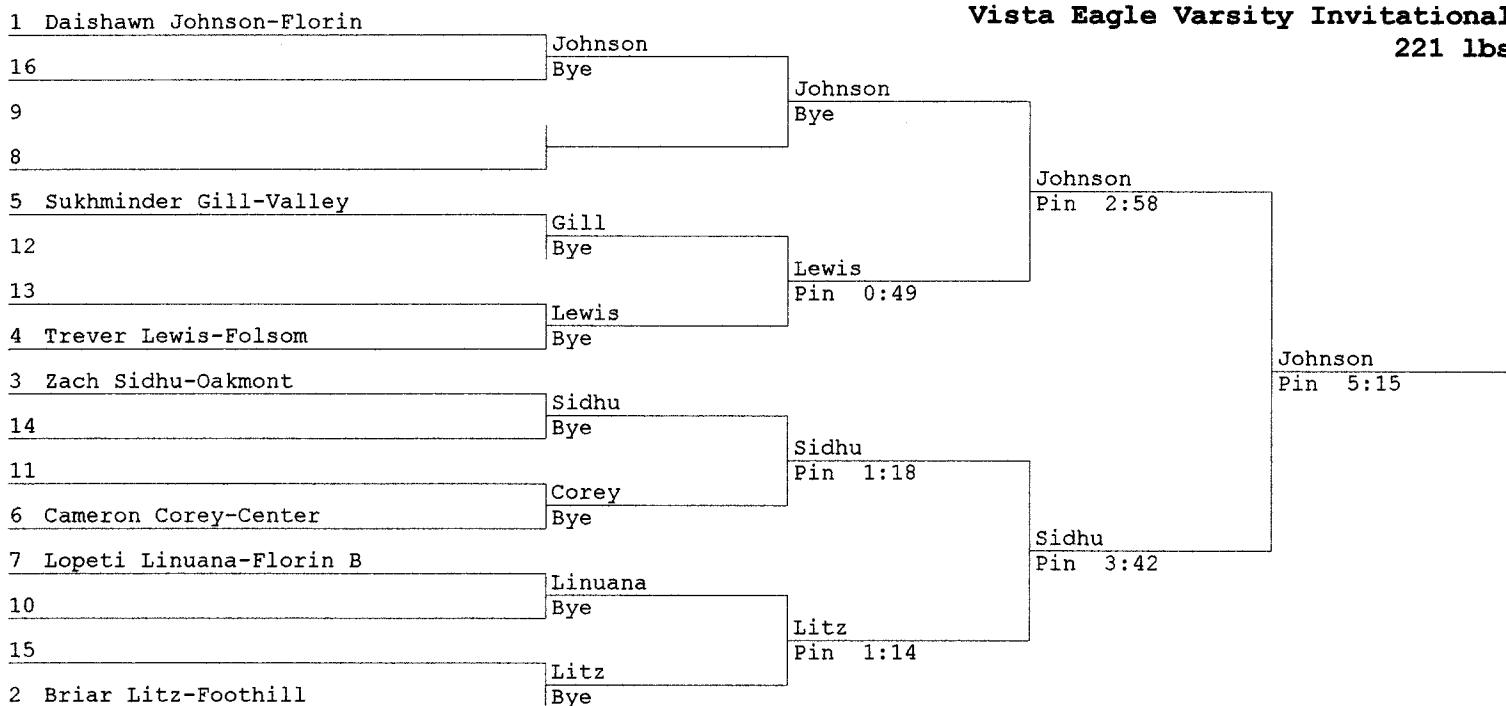 Vista Eagle Varsity Invitational
221 lbs
1 Daishawn Johnson-Florin
16
9
8
5 Sukhminder Gill-Valley
12
13
4 Trever Lewis-Folsom
3 Zach Sidhu-Oakmont
14
11
6 Cameron Corey-Center
7 Lopeti Linuana-Florin B
10
15
2 Briar Litz-Foothill
Johnson
Bye
Gill
Bye
Lewis
Bye
Sidhu
Bye
Corey
Bye
Linuana
Bye
Litz
Bye
Johnson
Bye
Lewis
Pin 0:49
Sidhu
Pin 1:18
Litz
Pin 1:14
Johnson
Pin 2:58
Sidhu
Pin 3:42
Johnson
Pin 5:15